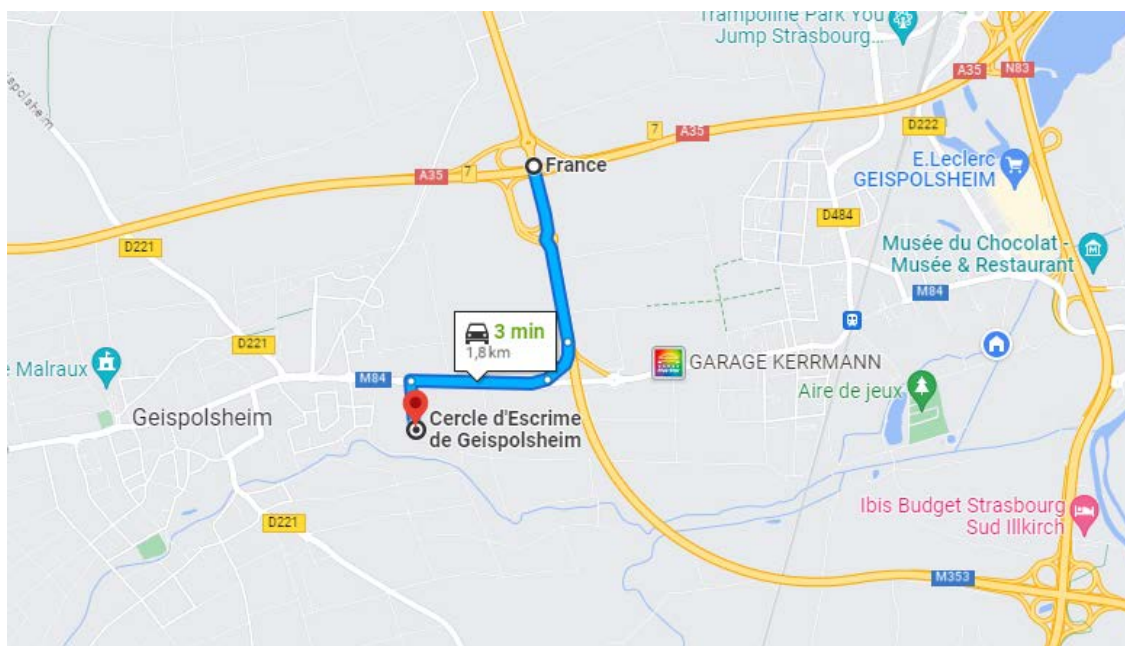 Trampoline Park You
Jump Strasbourg...
A35
N83
ispolsheim
D222
7
A35
E.Leclerc
GEISPOLSHEIM
France
A35
7
D484
D221
Musée du Chocolat -
Musée & Restaurant
M84
3 min
1,8 km
D221
GARAGE KERRMANN
e Malraux
M84
Aire de jeux
Geispolsheim
Cercle d'Escrime
de Geispolsheim
Ibis Budget Strasbourg
Sud Illkirch
D221
M353